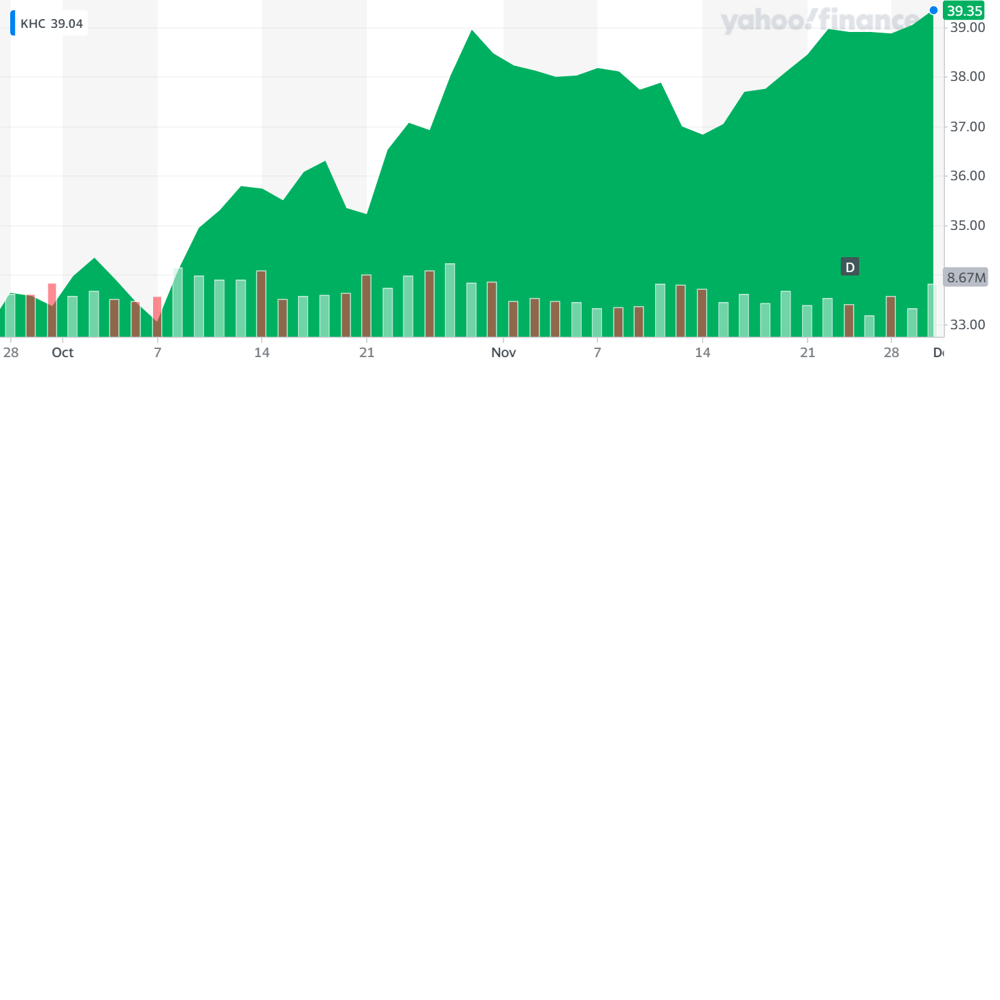 KHC 39.04
yahoo!finance
39.35
39.00
38.00
37.00
36.00
35.00
D
8.67M
33.00
28 Oct 7 14 21 Nov 7 14 21 28